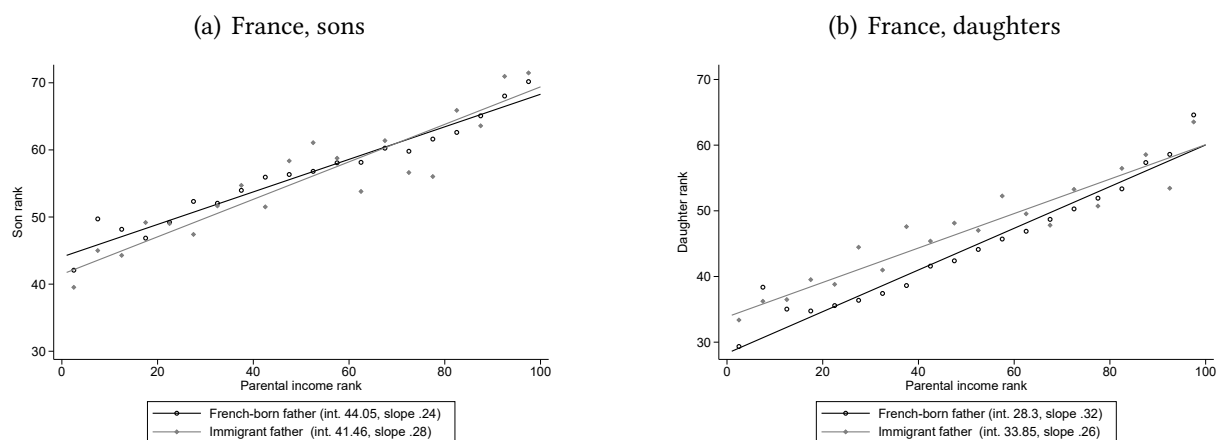 (a) France, sons
70
60
50
40
30
Son rank
0 20 40 60 80 100
Parental income rank
French-born father (int. 44.05, slope .24)
Immigrant father (int. 41.46, slope .28)
(b) France, daughters
70
60
50
40
30
Daughter rank
0 20 40 60 80 100
Parental income rank
French-born father (int. 28.3, slope .32)
Immigrant father (int. 33.85, slope .26)